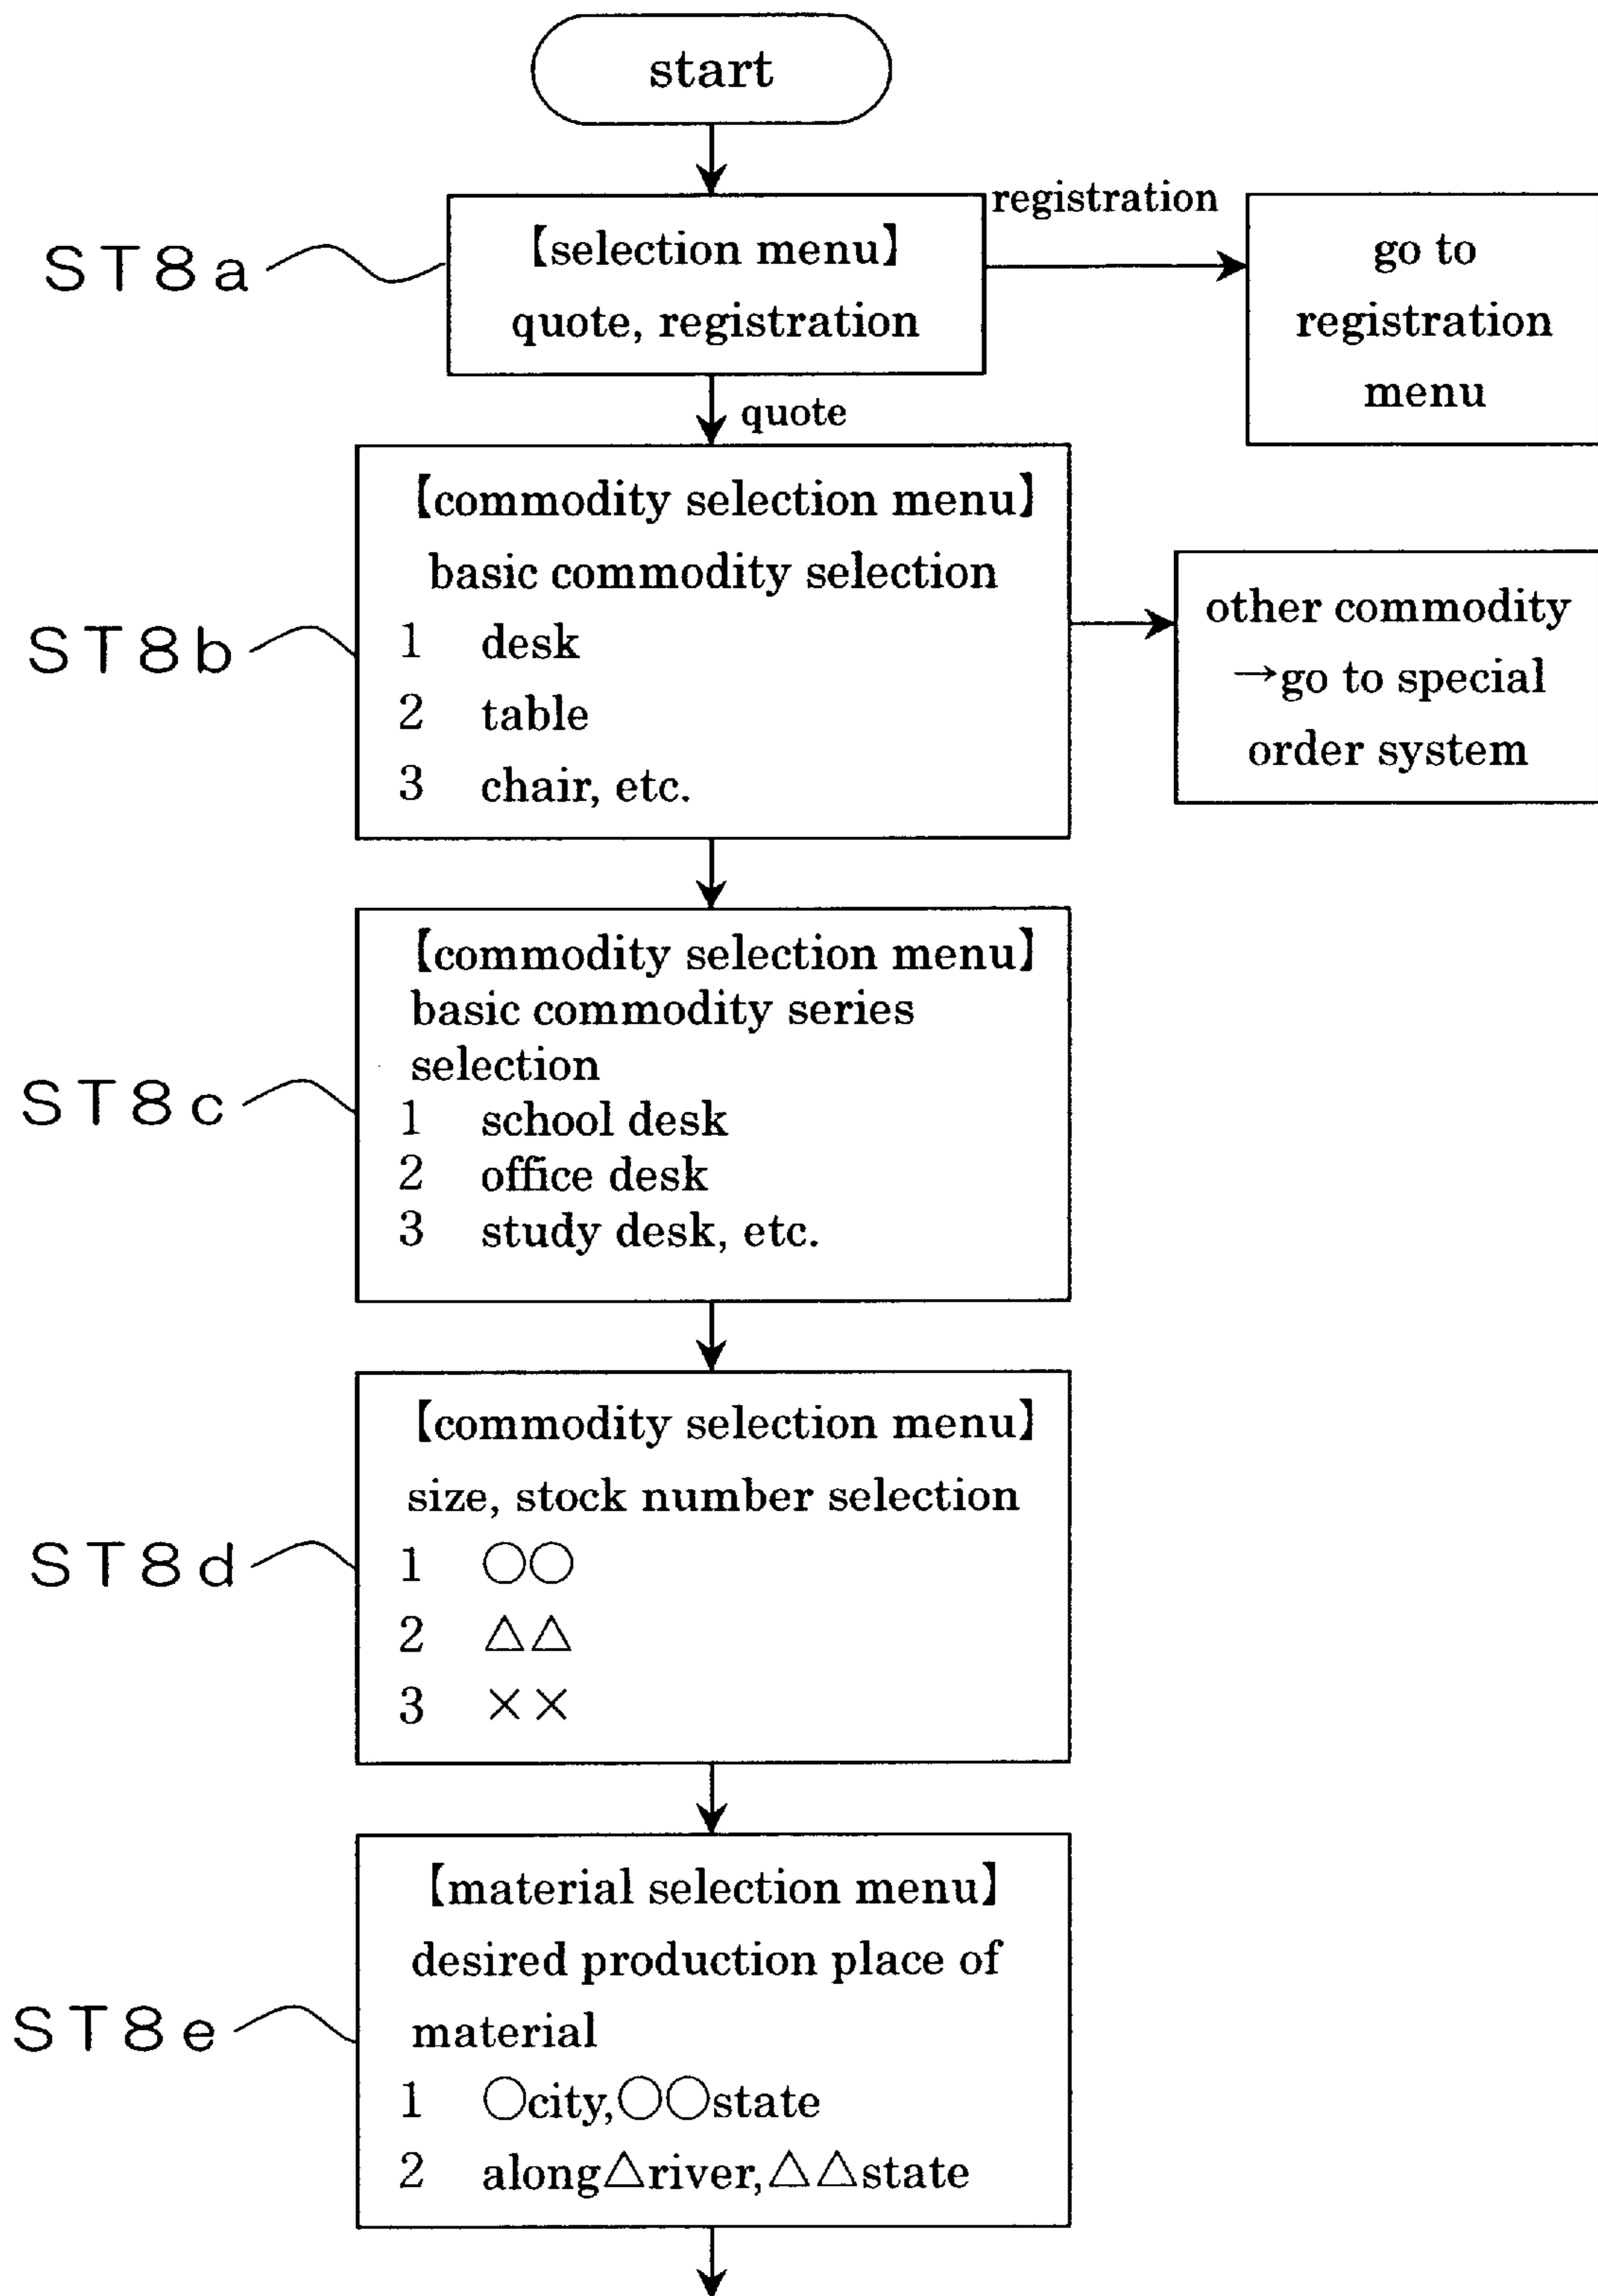 start
ST8a
【selection menu】
quote, registration
registration
go to
registration
menu
quote
ST8b
【commodity selection menu】
basic commodity selection
1 desk
2 table
3 chair, etc.
other commodity
→go to special
order system
ST8c
【commodity selection menu】
basic commodity series
selection
1 school desk
2 office desk
3 study desk, etc.
ST8d
【commodity selection menu】
size, stock number selection
1 ○○
2 △△
3 ××
ST8e
【material selection menu】
desired production place of
material
1 ○city,○○state
2 along△river,△△state